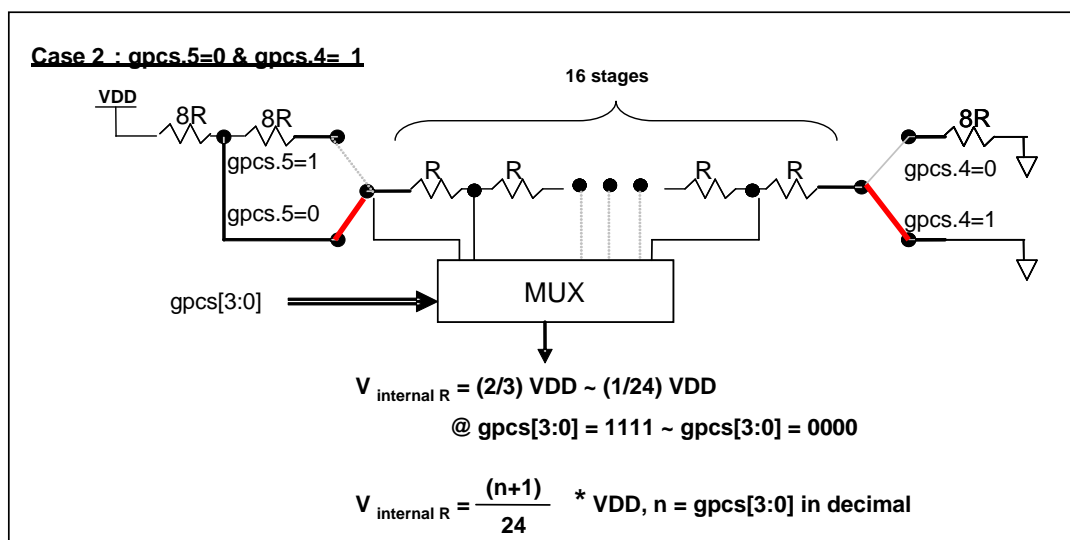 Case 2 : gpcs.5=0 & gpcs.4= 1
16 stages
VDD
8R 8R 8R
gpcs.5=1 R R R R gpcs.4=0
gpcs.5=0 gpcs.4=1
gpcs[3:0] MUX
V internal R = (2/3) VDD ~ (1/24) VDD
@ gpcs[3:0] = 1111 ~ gpcs[3:0] = 0000
V internal R = (n+1) / 24 * VDD, n = gpcs[3:0] in decimal